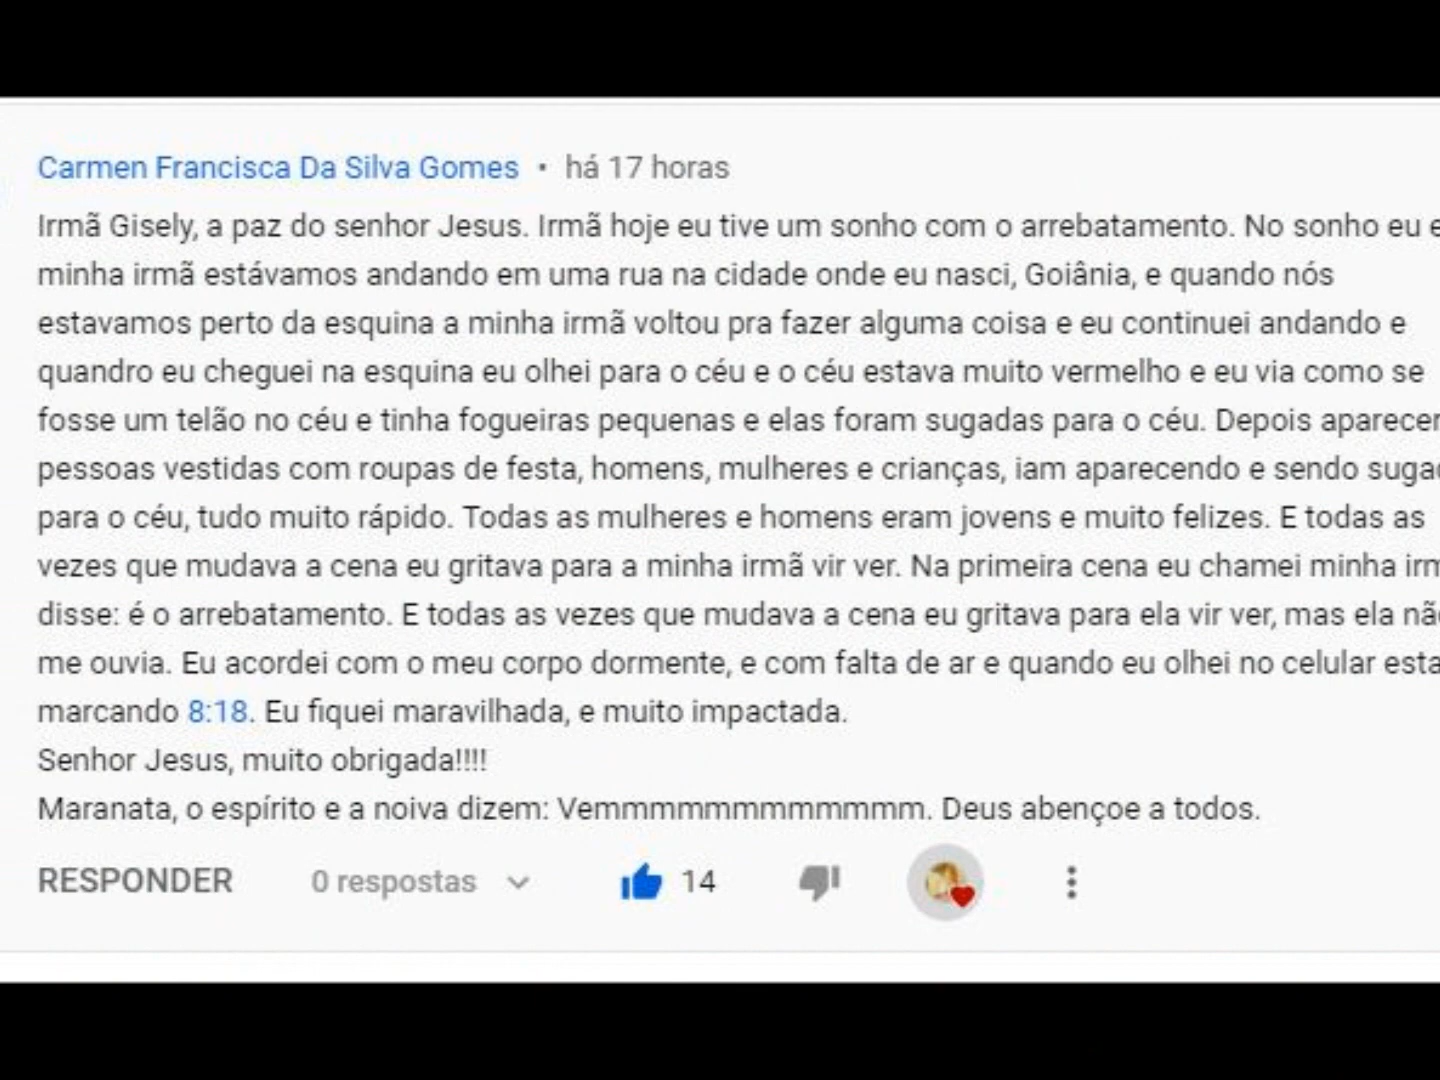 Carmen Francisca Da Silva Gomes • há 17 horas
Irmã Gisely, a paz do senhor Jesus. Irmã hoje eu tive um sonho com o arrebatamento. No sonho eu e
minha irmã estávamos andando em uma rua na cidade onde eu nasci, Goiânia, e quando nós
estavamos perto da esquina a minha irmã voltou pra fazer alguma coisa e eu continuei andando e
quandro eu cheguei na esquina eu olhei para o céu e o céu estava muito vermelho e eu via como se
fosse um telão no céu e tinha fogueiras pequenas e elas foram sugadas para o céu. Depois
pessoas vestidas com roupas de festa, homens, mulheres e crianças, iam aparecendo e sendo
para o céu, tudo muito rápido. Todas as mulheres e homens eram jovens e muito felizes. E todas as
vezes que mudava a cena eu gritava para a minha irmã vir ver. Na primeira cena eu chamei minha
disse: é o arrebatamento. E todas as vezes que mudava a cena eu gritava para ela vir ver, mas ela
me ouvia. Eu acordei com o meu corpo dormente, e com falta de ar e quando eu olhei no celular
marcando 8:18. Eu fiquei maravilhada, e muito impactada.
Senhor Jesus, muito obrigada!!!!
Maranata, o espírito e a noiva dizem: Vemmmmmmmmmmmm. Deus abençoe a todos.
RESPONDER 0 respostas 14